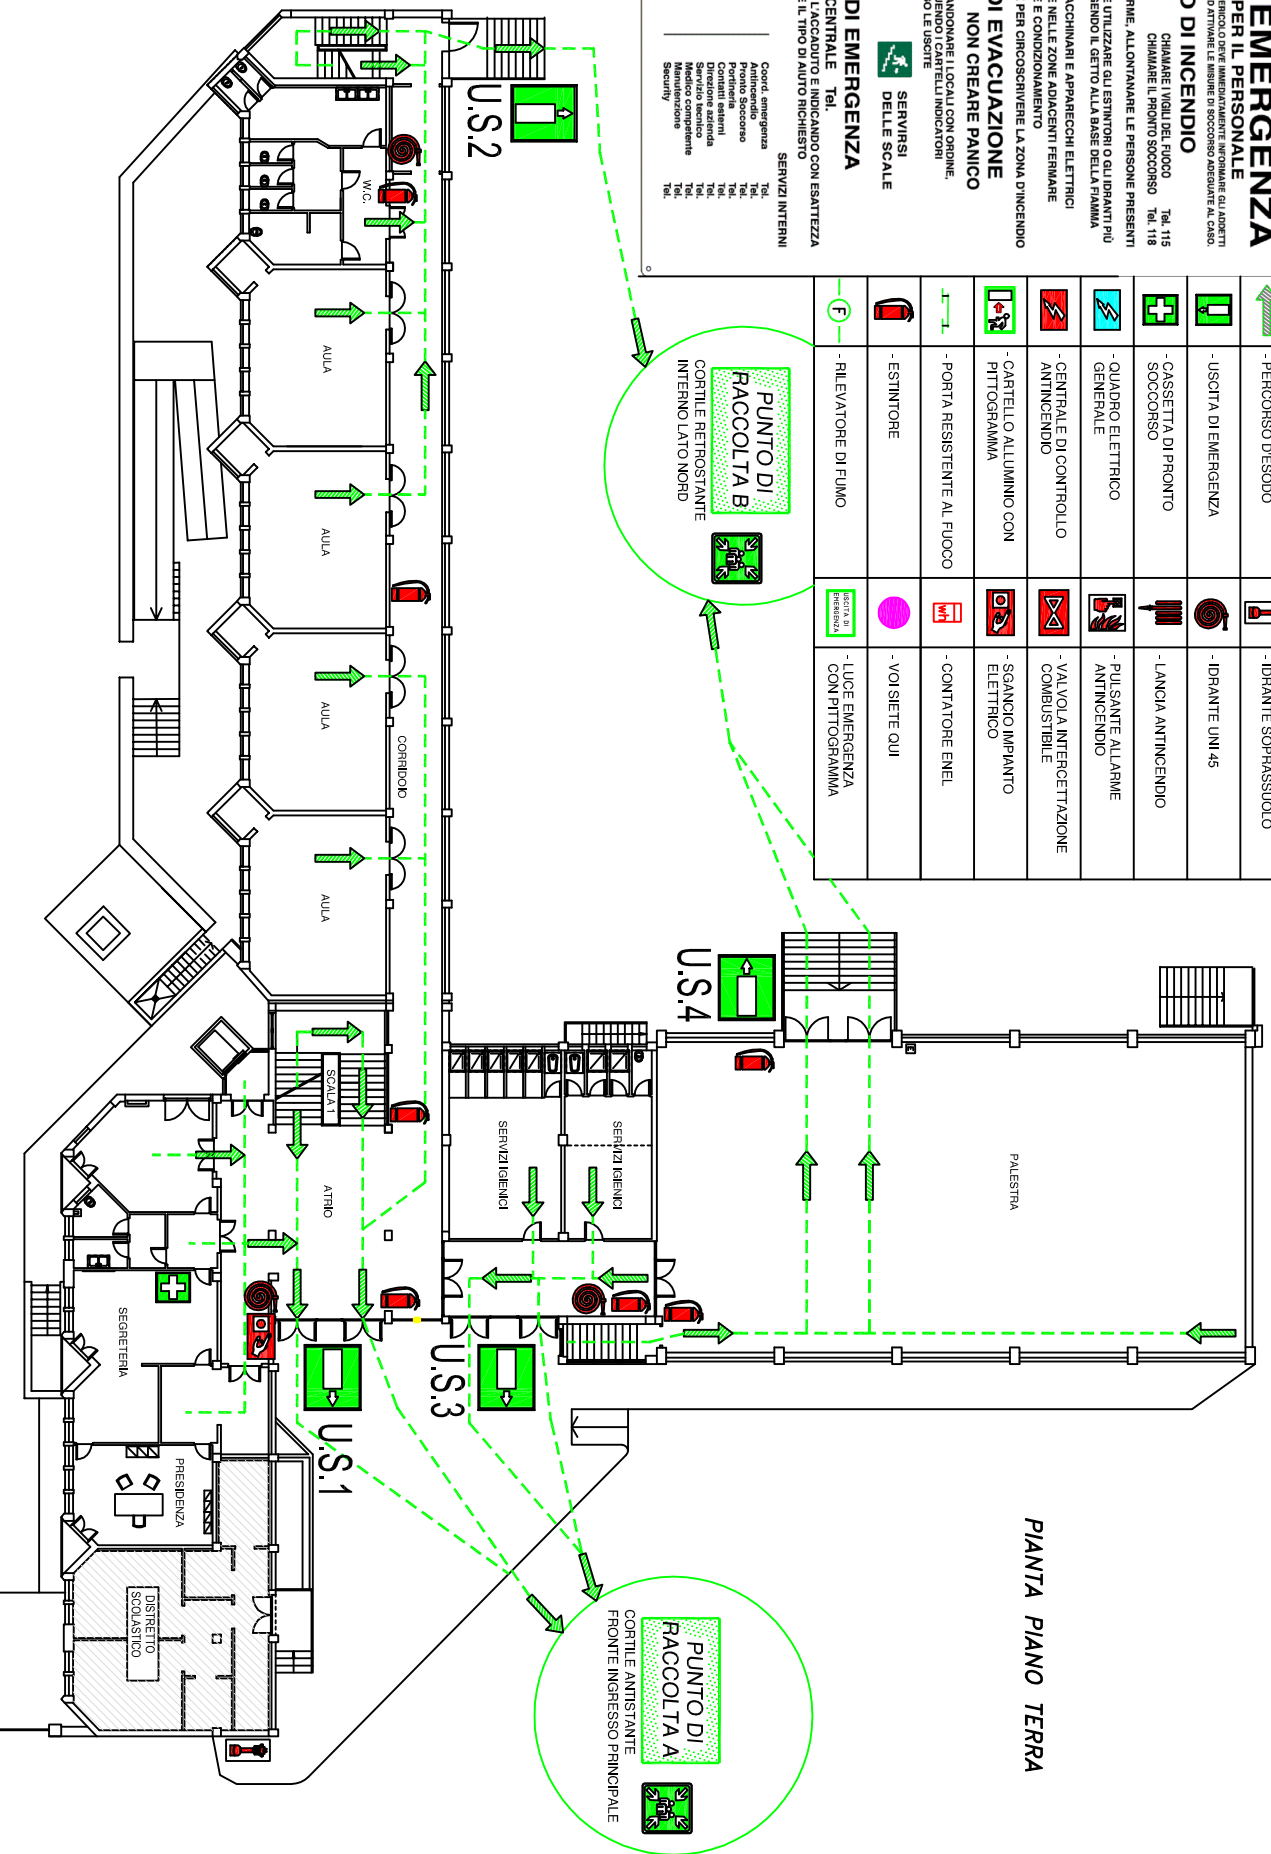 EMERGENZA
PER IL PERSONALE
PERICOLO DEVE IMMEDIATAMENTE INFORMARE GLI ADDETTI
ED ATTIVARE LE MISURE DI SOCCORSO ADEGUATE AL CASO.
O DI INCENDIO
CHIAMARE I VIGILI DEL FUOCO Tel. 115
CHIAMARE IL PRONTO SOCCORSO Tel. 118
RME, ALLONTANARE LE PERSONE PRESENTI
E UTILIZZARE GLI ESTINTORI O GLI IDRANTI PIÙ
GENDO IL GETTO ALLA BASE DELLA FIAMMA
ACCHINARI E APPARECCHI ELETTRICI
E NELLE ZONE ADIACENTI FERMARE
E CONDIZIONAMENTO
PER CIRCOSCRIVERE LA ZONA D'INCENDIO
DI EVACUAZIONE
NON CREARE PANICO
ANDONARE I LOCALI CON ORDINE,
UENDO I CARTELLI INDICATORI
GO LE USCITE
SERVIRSI
DELLE SCALE
DI EMERGENZA
CENTRALE Tel.
L'ACCADUTO E INDICANDO CON ESATTEZZA
E IL TIPO DI AIUTO RICHIESTO
SERVIZI INTERNI
Coord. emergenza Tel.
Antincendio Tel.
Pronto Soccorso Tel.
Portineria Tel.
Contatti esterni Tel.
Direzione azienda Tel.
Servizio tecnico Tel.
Medico competente Tel.
Manutenzione Tel.
Security Tel.
- PERCORSO D'ESODO
- IDRANTE SOPRASSUOLO
- USCITA DI EMERGENZA
- IDRANTE UNI 45
- CASSETTA DI PRONTO
SOCCORSO
- LANCIA ANTINCENDIO
- QUADRO ELETTRICO
GENERALE
- PULSANTE ALLARME
ANTINCENDIO
- CENTRALE DI CONTROLLO
ANTINCENDIO
- VALVOLA INTERCETTAZIONE
COMBUSTIBILE
- CARTELLO ALLUMINIO CON
PITTOGRAMMA
- SGANCIO IMPIANTO
ELETTRICO
- PORTA RESISTENTE AL FUOCO
wh
- CONTATORE ENEL
- ESTINTORE
- VOI SIETE QUI
F
- RILEVATORE DI FUMO
USCITA DI
EMERGENZA
- LUCE EMERGENZA
CON PITTOGRAMMA
PIANTA PIANO TERRA
PUNTO DI
RACCOLTA B
CORTILE RETROSTANTE
INTERNO LATO NORD
PUNTO DI
RACCOLTA A
CORTILE ANTISTANTE
FRONTE INGRESSO PRINCIPALE
PALESTRA
U.S.4
U.S.2
U.S.3
U.S.1
SERVIZI IGIENICI
SERVIZI IGIENICI
W.C.
CORRIDOIO
AULA
AULA
AULA
AULA
SCALA 1
ATRIO
SEGRETERIA
PRESIDENZA
DISTRETTO
SCOLASTICO